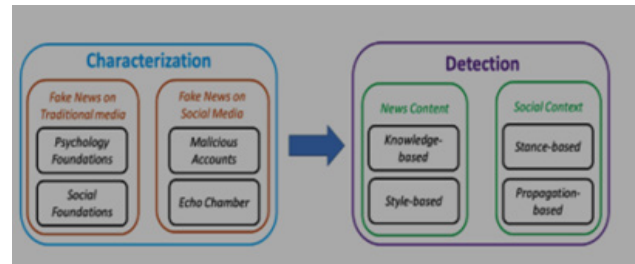 Characterization
Fake News on
Traditional media
Psychology
Foundations
Social
Foundations
Fake News on
Social Media
Malicious
Accounts
Echo Chamber
Detection
News Content
Knowledge-
based
Style-based
Social Context
Stance-based
Propagation-
based